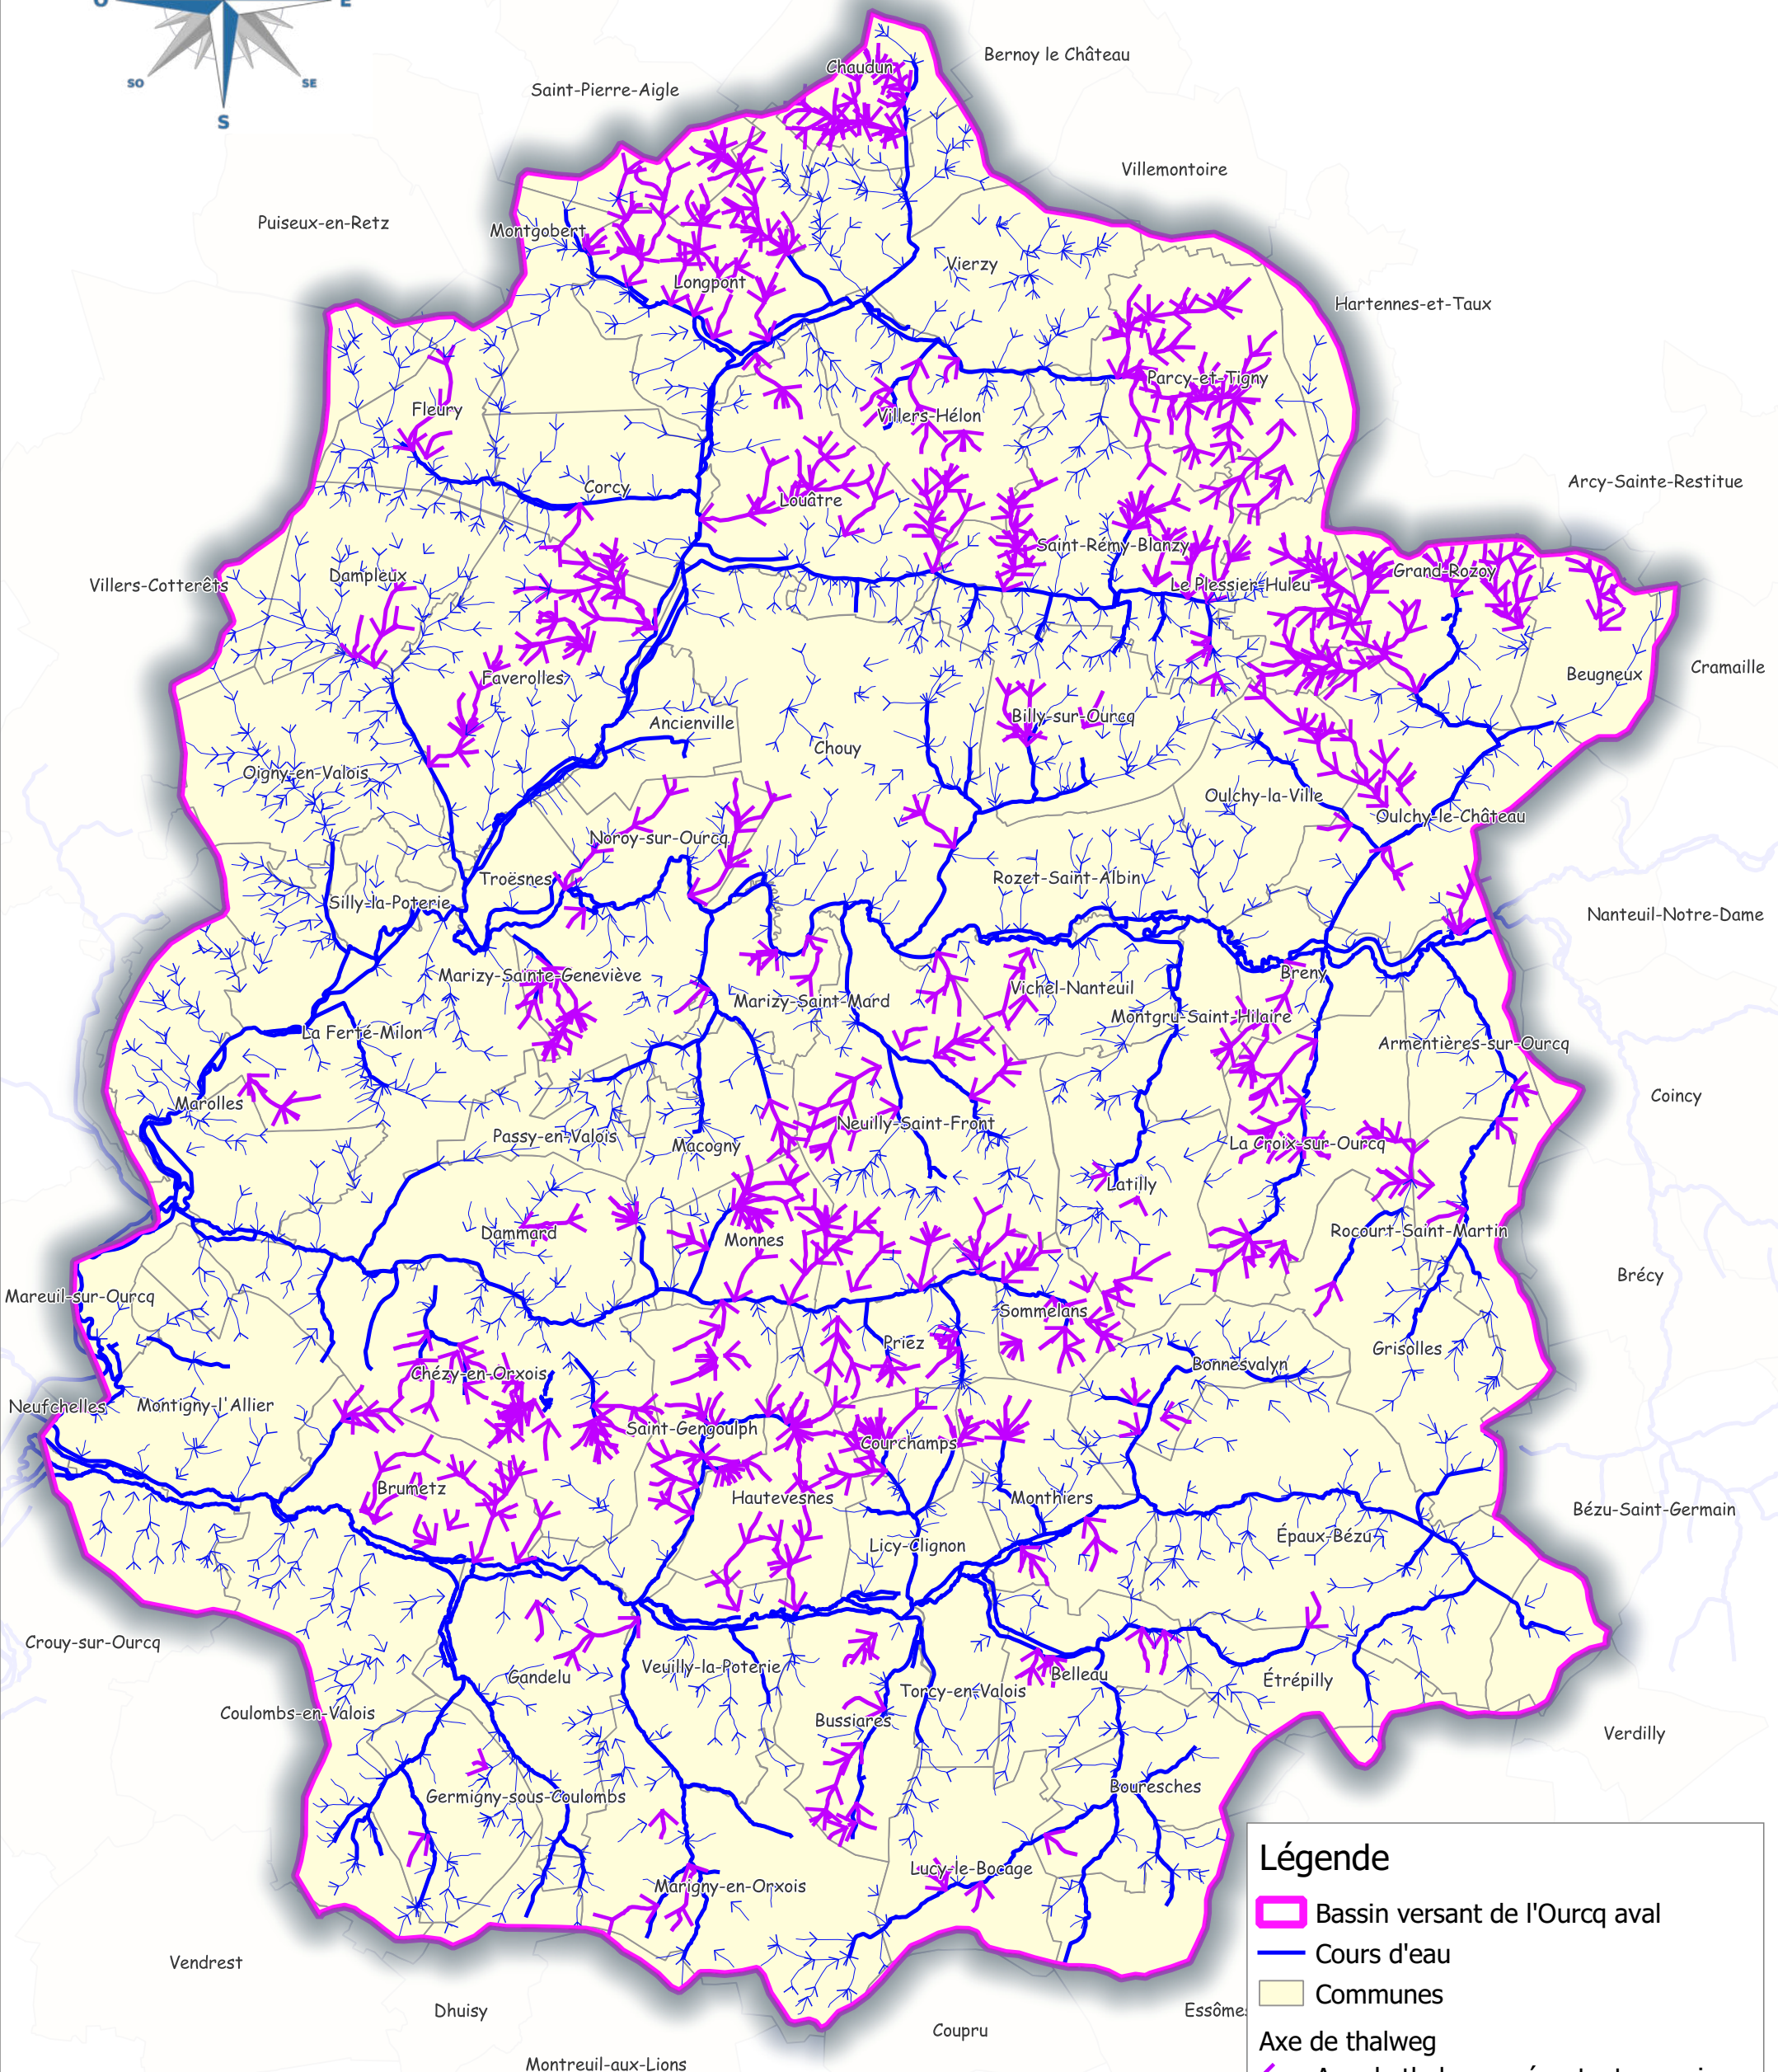 O
E
SO
SE
S
Bernoy le Château
Chaudun
Saint-Pierre-Aigle
Villemontoire
Puiseux-en-Retz
Montgobert
Vierzy
Longpont
Hartennes-et-Taux
Parcy-et-Tigny
Fleury
Villers-Hélon
Arcy-Sainte-Restitue
Corcy
Louâtre
Saint-Rémy-Blanzy
Grand-Rozoy
Dampleux
Villers-Cotterêts
Le Plessier-Huleu
Cramaille
Beugneux
Faverolles
Billy-sur-Ourcq
Ancienville
Chouy
Oigny-en-Valois
Oulchy-la-Ville
Oulchy-le-Château
Noroy-sur-Ourcq
Troësnes
Rozet-Saint-Albin
Silly-la-Poterie
Nanteuil-Notre-Dame
Marizy-Sainte-Geneviève
Breny
Vichel-Nanteuil
Marizy-Saint-Mard
Montgru-Saint-Hilaire
La Ferté-Milon
Armentières-sur-Ourcq
Coincy
Marolles
Neuilly-Saint-Front
Passy-en-Valois
Macogny
La Croix-sur-Ourcq
Latilly
Dammard
Rocourt-Saint-Martin
Monnes
Brécy
Mareuil-sur-Ourcq
Sommelans
Priez
Grisolles
Bonnesvalyn
Chézy-en-Orxois
Montigny-l'Allier
Neufchelles
Saint-Gengoulph
Courchamps
Brumetz
Hautevesnes
Monthiers
Bézu-Saint-Germain
Épaux-Bézu
Licy-Clignon
Crouy-sur-Ourcq
Veuilly-la-Poterie
Belleau
Gandelu
Étrépilly
Torcy-en-Valois
Coulombs-en-Valois
Bussiares
Verdilly
Bouresches
Germigny-sous-Coulombs
Légende
Lucy-le-Bocage
Marigny-en-Orxois
Bassin versant de l'Ourcq aval
Cours d'eau
Vendrest
Communes
Dhuisy
Essômes
Coupru
Axe de thalweg
Montreuil-aux-Lions